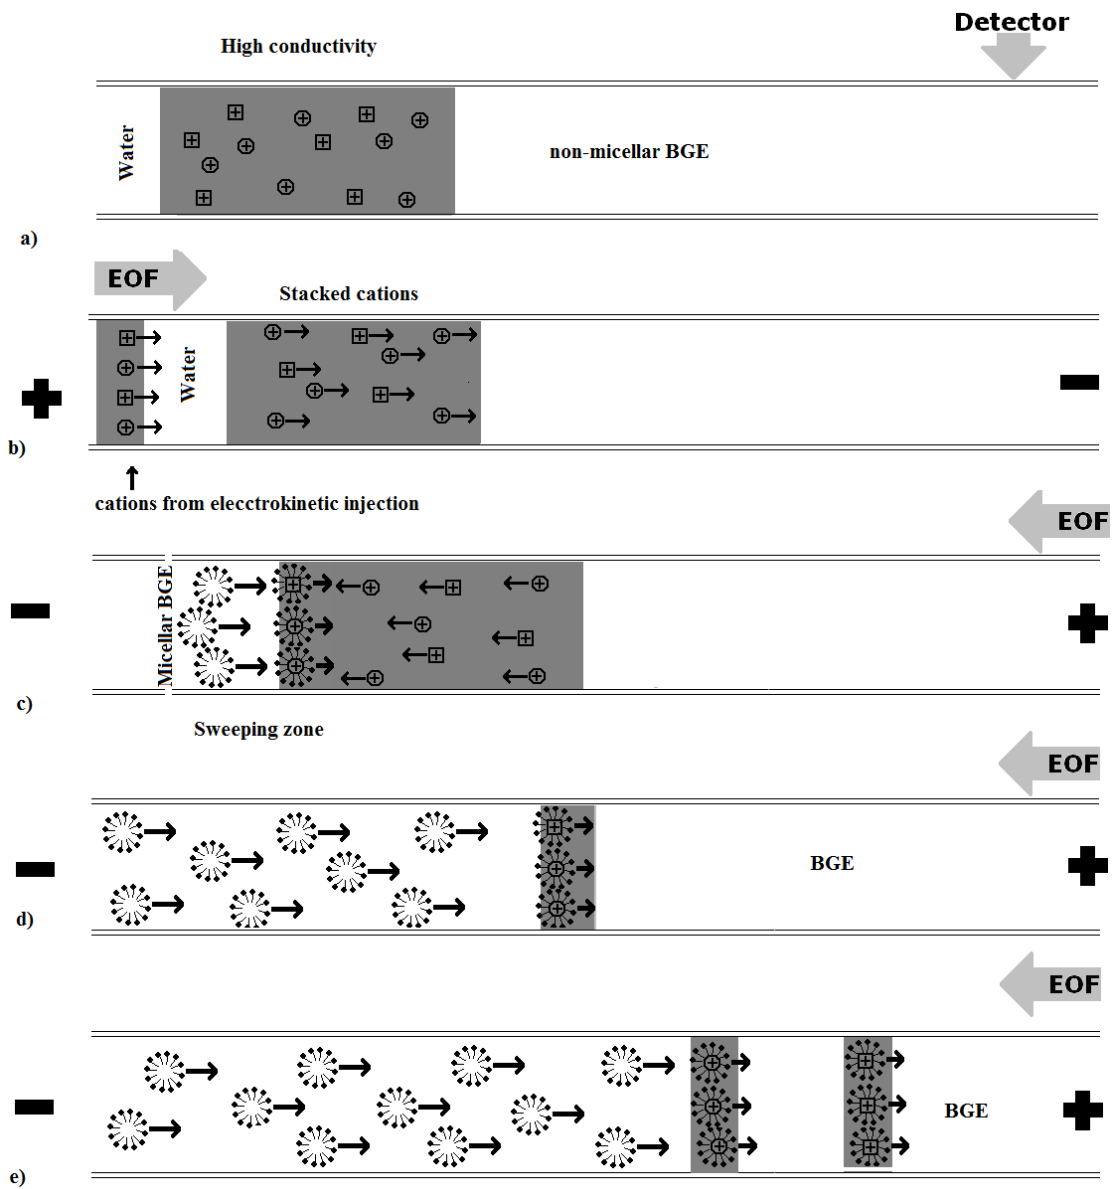 Detector
High conductivity
Water
non-micellar BGE
a)
EOF
Stacked cations
Water
b)
cations from elecctrokinetic injection
EOF
Micellar BGE
c)
Sweeping zone
EOF
BGE
d)
EOF
BGE
e)